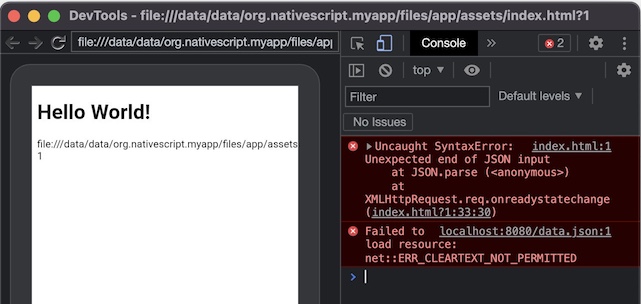 DevTools - file:///data/data/org.nativescript.myapp/files/app/assets/index.html?1
file:///data/data/org.nativescript.myapp/files/app
Console
2
top
Filter
Default levels
No Issues
Hello World!
file:///data/data/org.nativescript.myapp/files/app/assets
1
Uncaught SyntaxError: index.html:1
Unexpected end of JSON input
at JSON.parse (<anonymous>)
at
XMLHttpRequest.req.onreadystatechange
(index.html?1:33:30)
Failed to localhost:8080/data.json:1
load resource:
net::ERR_CLEARTEXT_NOT_PERMITTED